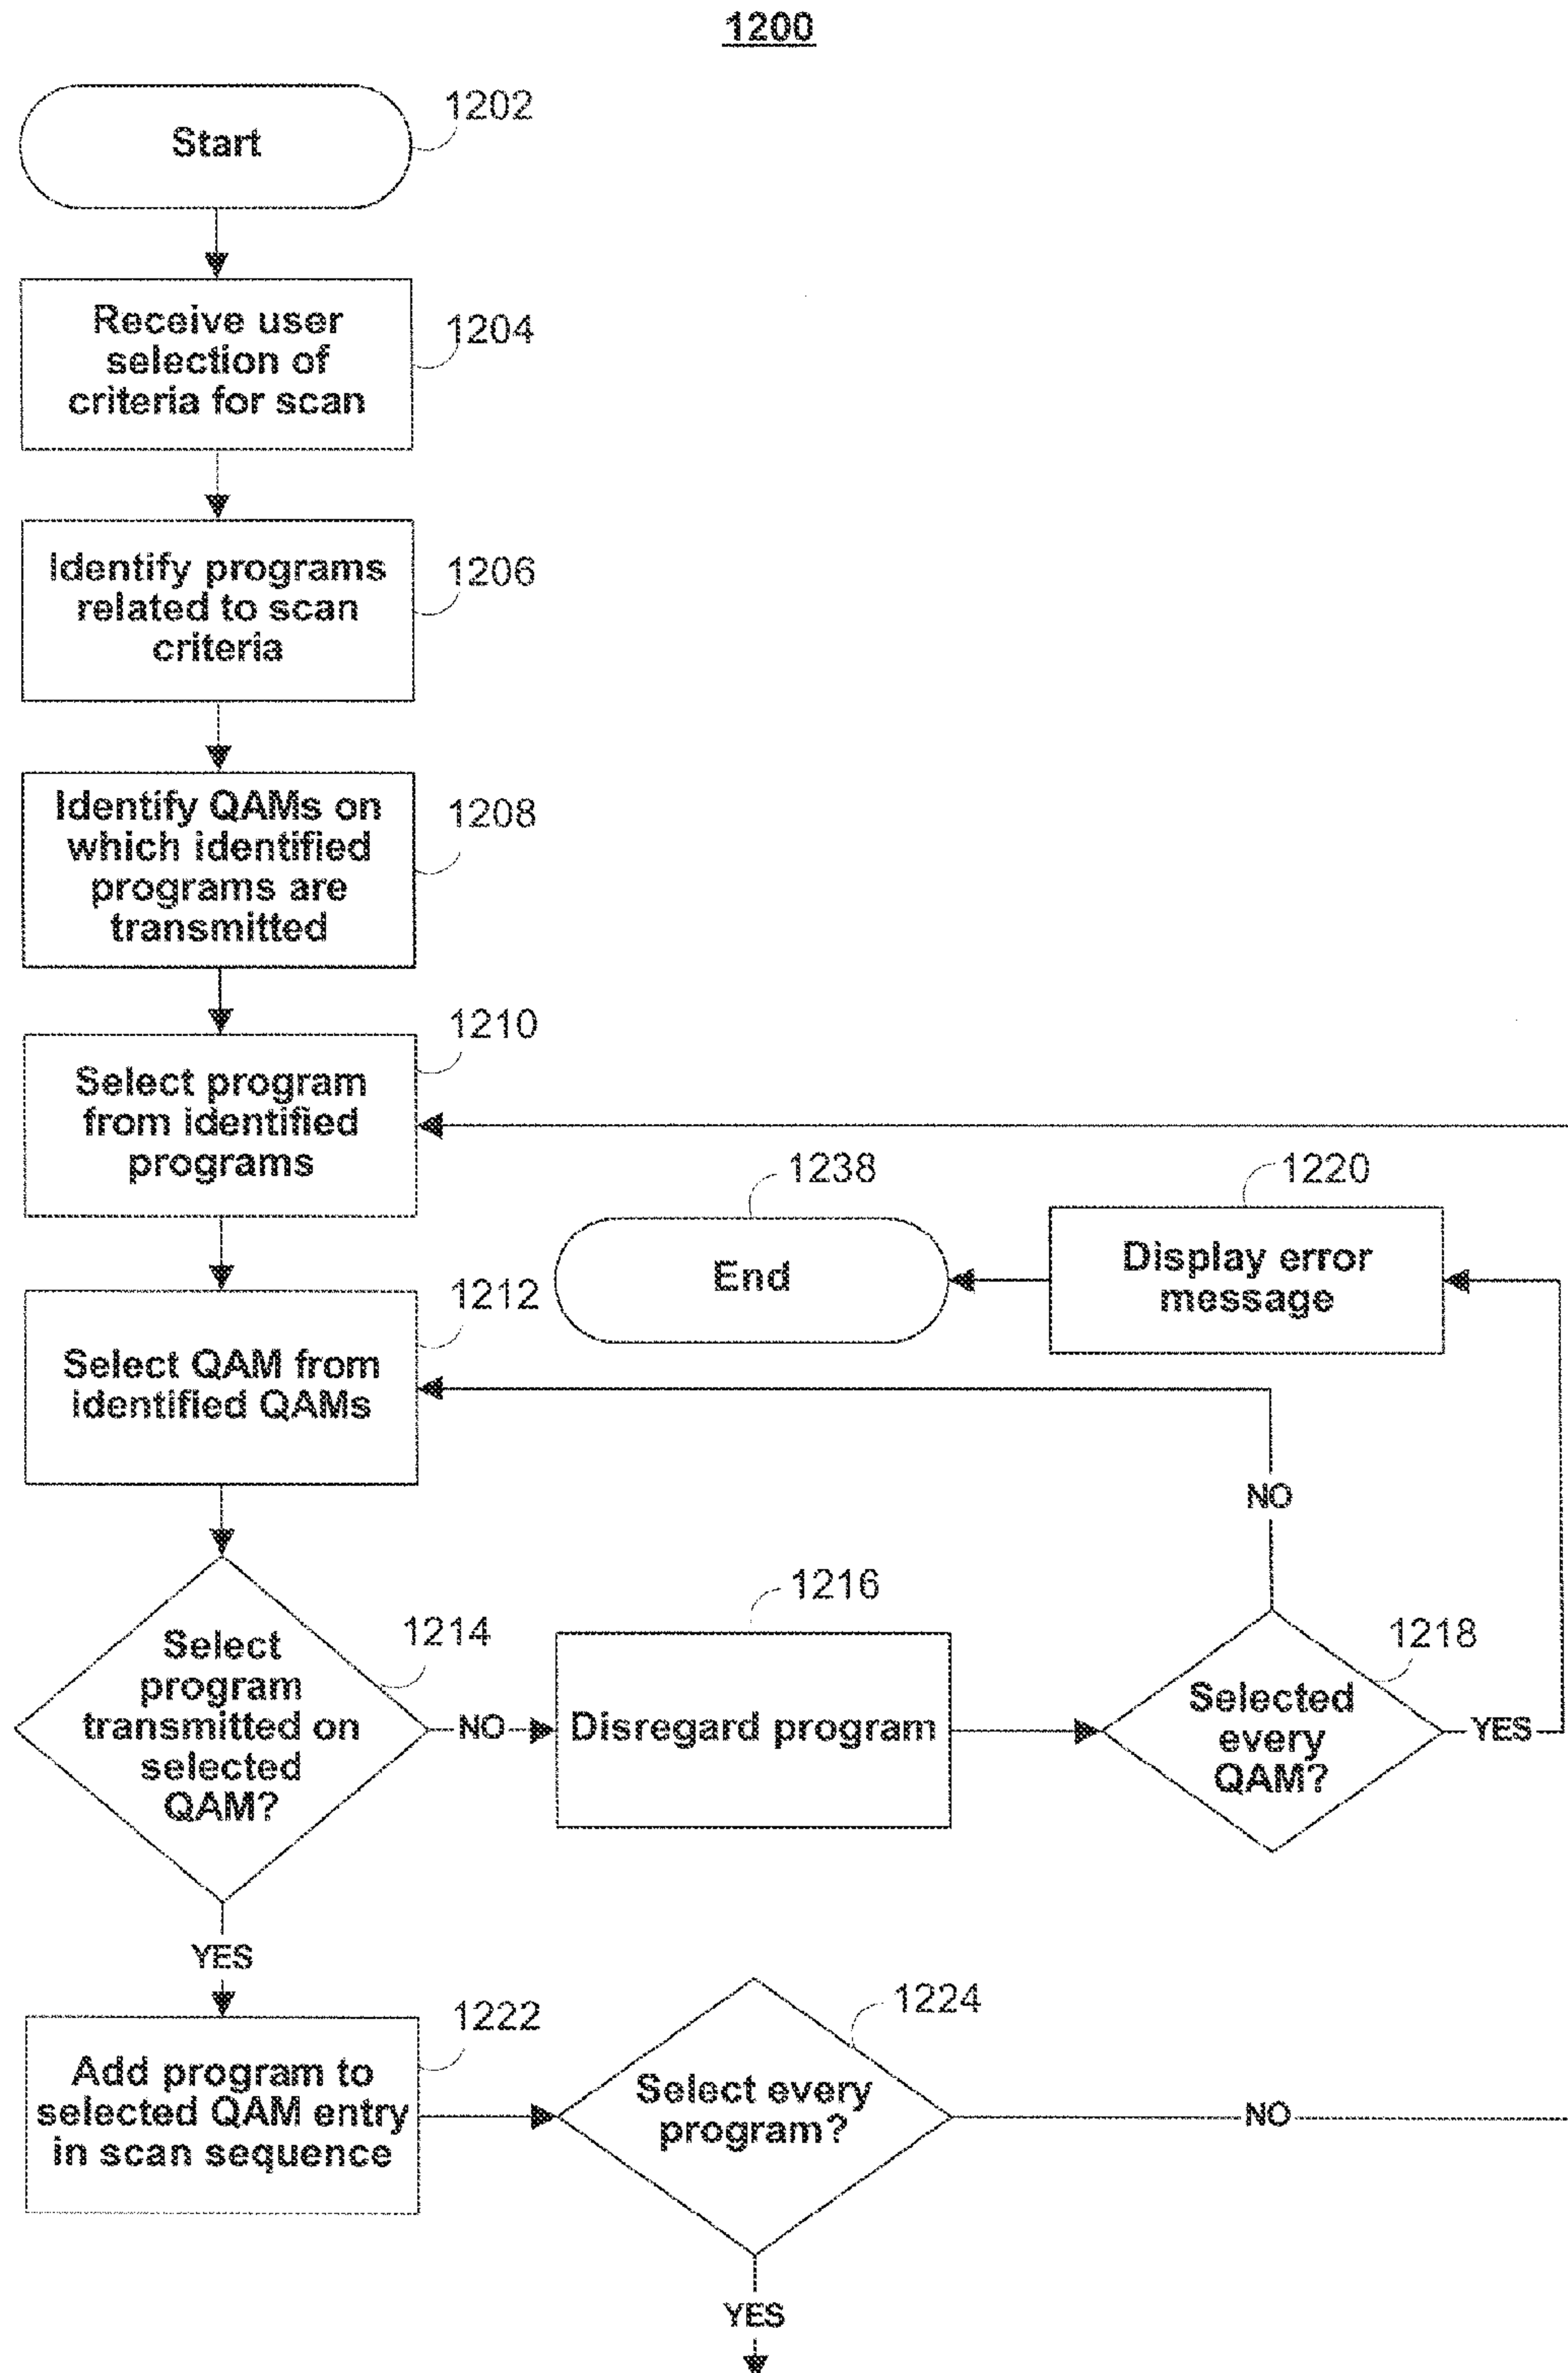 1200
Start
1202
Receive user
selection of
criteria for scan
1204
Identify programs
related to scan
criteria
1206
Identify QAMs on
which identified
programs are
transmitted
1208
Select program
from identified
programs
1210
End
1238
Display error
message
1220
Select QAM from
identified QAMs
1212
NO
Select
program
transmitted on
selected
QAM?
1214
NO
Disregard program
1216
Selected
every
QAM?
1218
YES
YES
Add program to
selected QAM entry
in scan sequence
1222
Select every
program?
1224
NO
YES